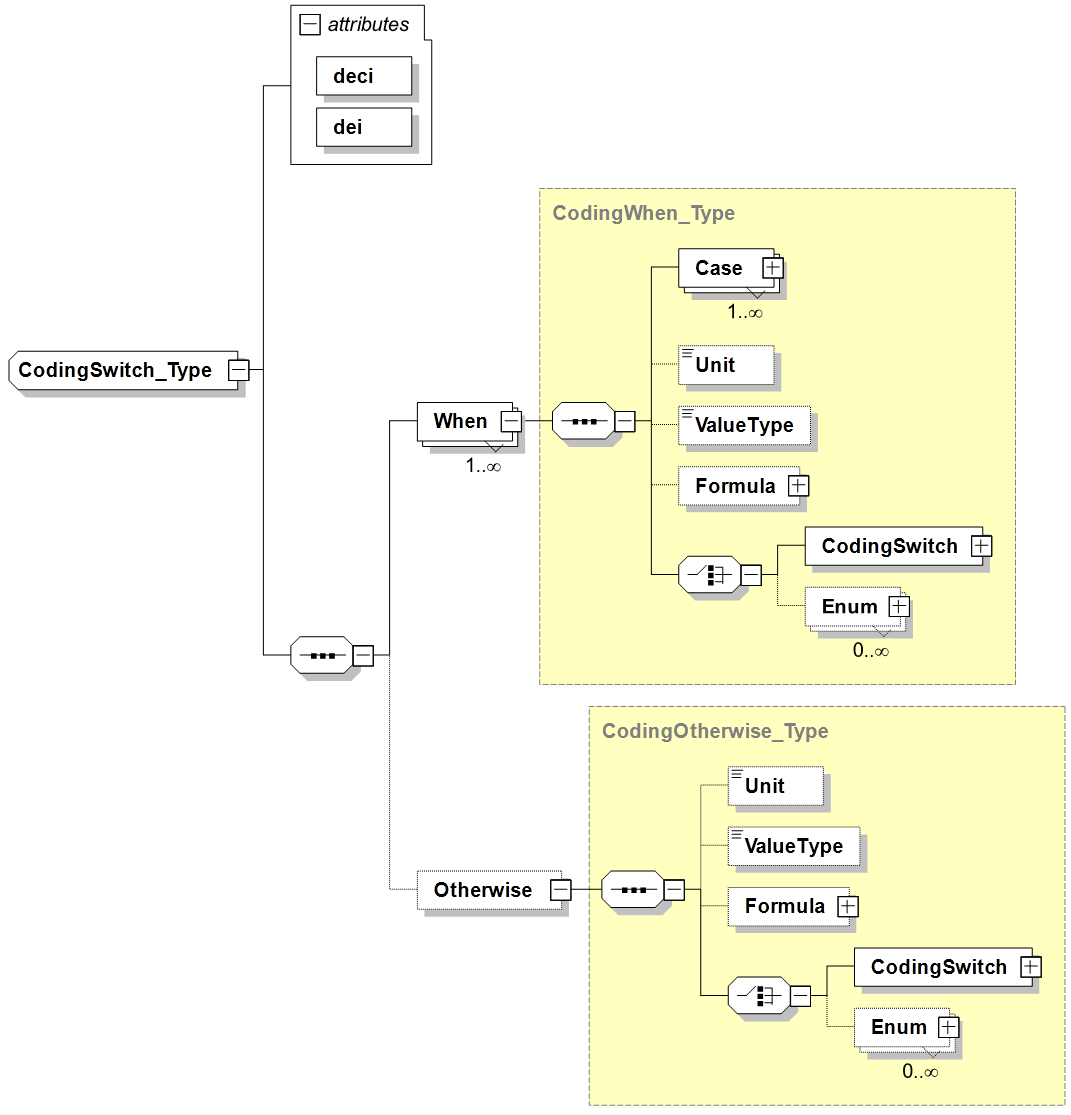 attributes
deci
dei
CodingWhen_Type
Case
1..∞
Unit
CodingSwitch_Type
When
1..∞
ValueType
Formula
CodingSwitch
Enum
0..∞
CodingOtherwise_Type
Unit
ValueType
Otherwise
Formula
CodingSwitch
Enum
0..∞